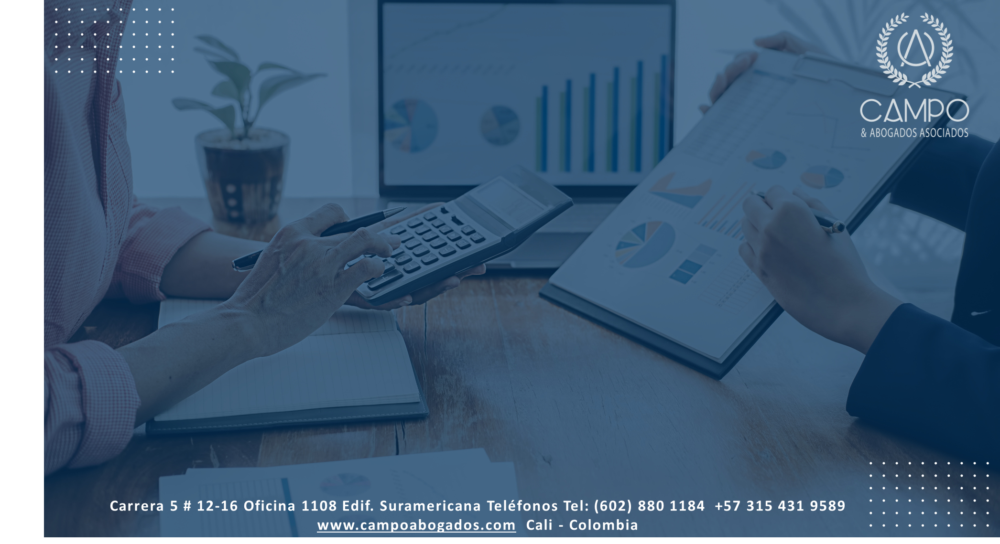 CAMPO
& ABOGADOS ASOCIADOS
Carrera 5 # 12-16 Oficina 1108 Edif. Suramericana Teléfonos Tel: (602) 880 1184  +57 315 431 9589
www.campoabogados.com  Cali - Colombia